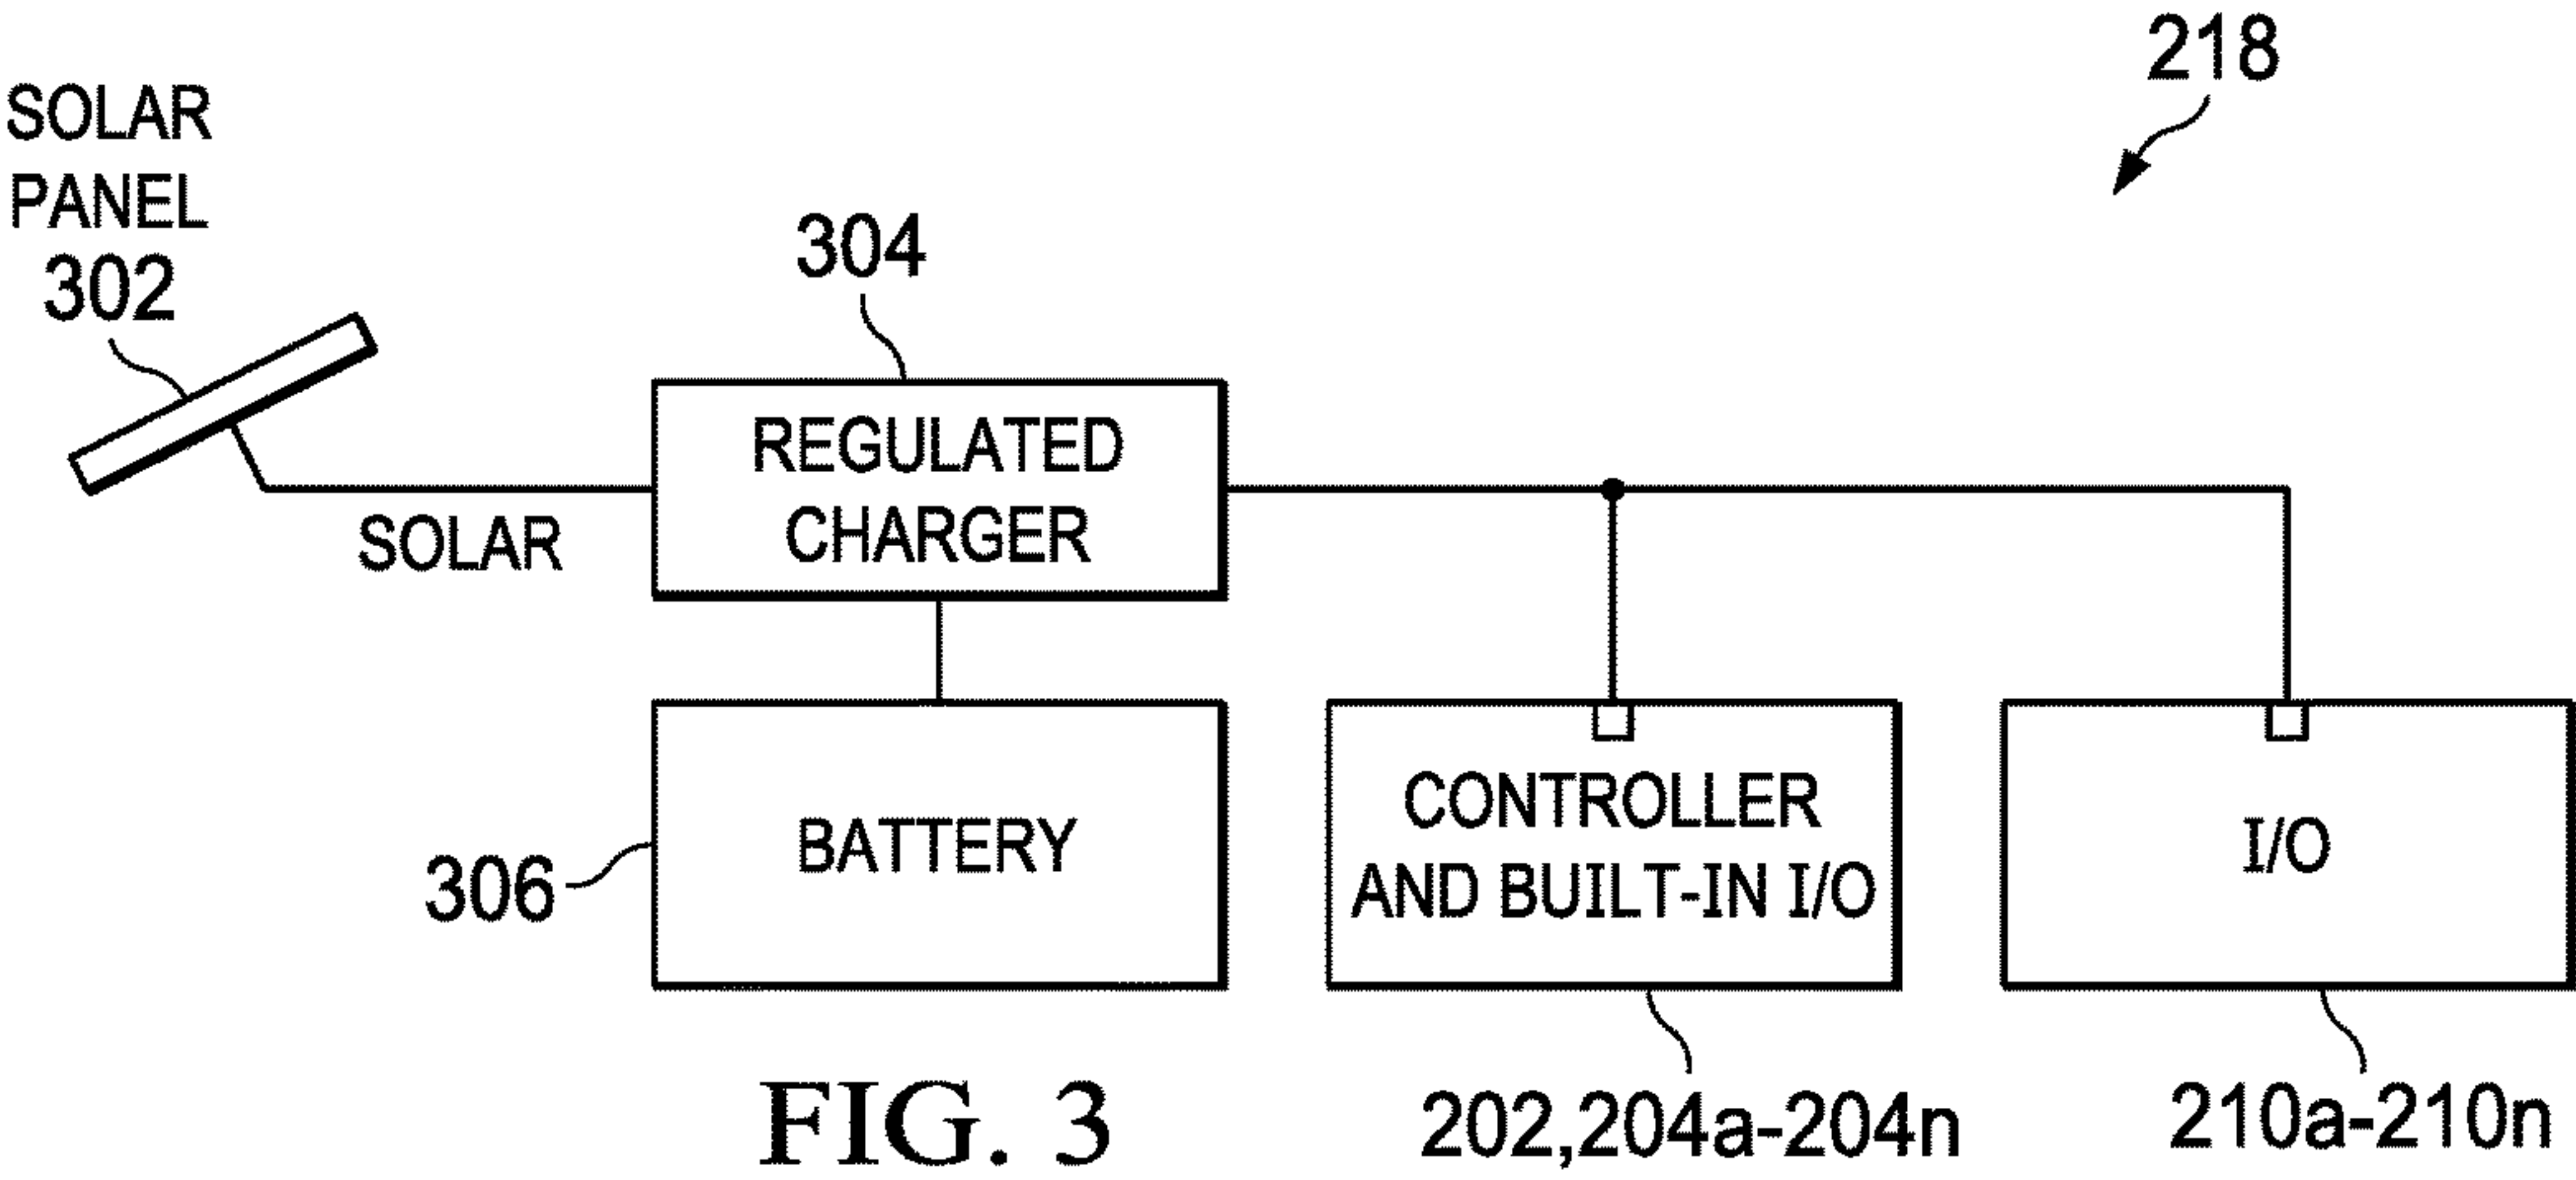 218
SOLAR
PANEL
302
304
REGULATED
CHARGER
SOLAR
BATTERY
306
CONTROLLER
AND BUILT-IN I/O
I/O
202,204a-204n
210a-210n
FIG. 3